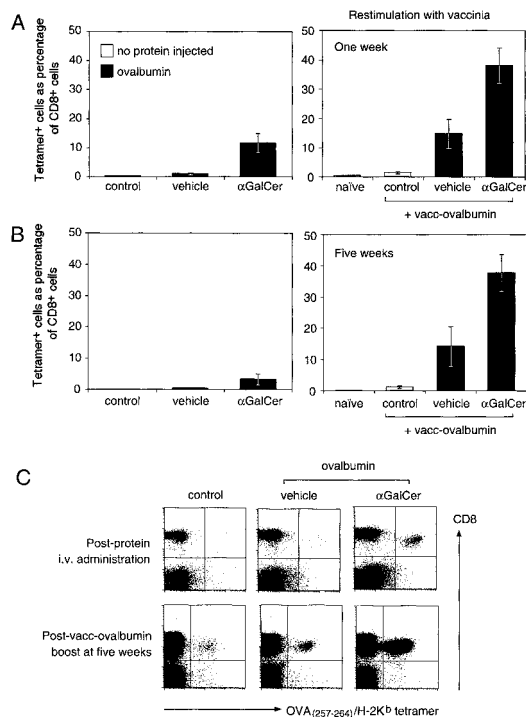 A
Restimulation with vaccinia
Tetramer+ cells as percentage
of CD8+ cells
50
40
30
20
10
0
no protein injected
ovalbumin
control
vehicle
αGalCer
50
40
30
20
10
0
One week
naïve
control
vehicle
αGalCer
+ vacc-ovalbumin
B
Tetramer+ cells as percentage
of CD8+ cells
50
40
30
20
10
0
control
vehicle
αGalCer
50
40
30
20
10
0
Five weeks
naïve
control
vehicle
αGalCer
+ vacc-ovalbumin
C
ovalbumin
control
vehicle
αGalCer
CD8
Post-protein
i.v. administration
Post-vacc-ovalbumin
boost at five weeks
OVA(257-264)/H-2Kb tetramer